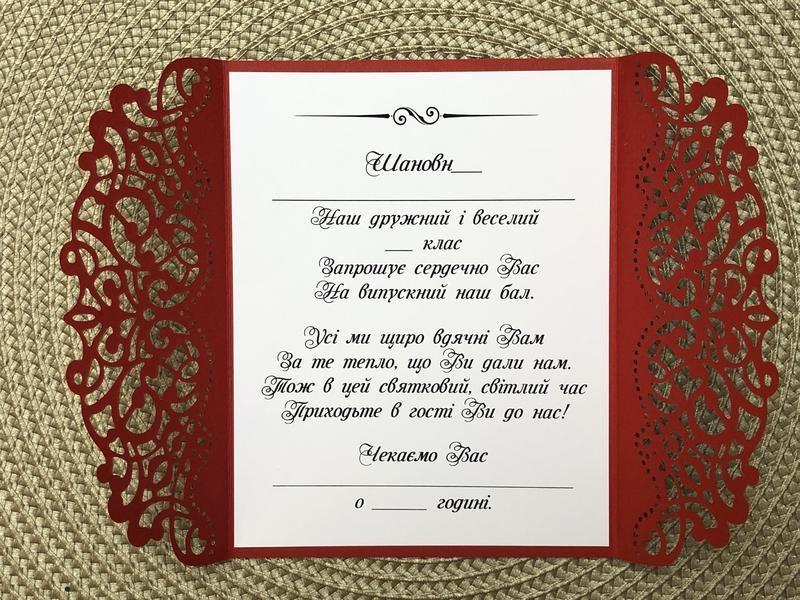 Шановн___
Наш дружний і веселий
___ клас
Запрошує сердечно Вас
На випускний наш бал.
Усі ми щиро вдячні Вам
За те тепло, що Ви дали нам.
Тож в цей святковий, світлий час
Приходьте в гості Ви до нас!
Чекаємо Вас
о ______ годині.